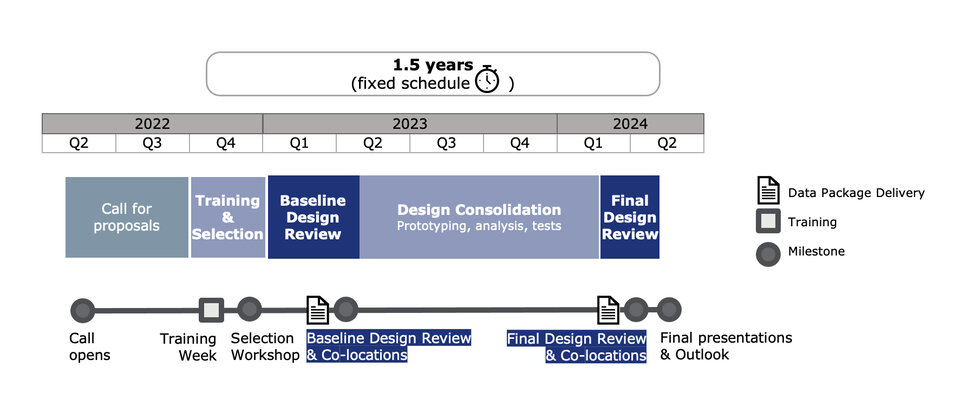 1.5 years
(fixed schedule )
2022 2023 2024
Q2 Q3 Q4 Q1 Q2 Q3 Q4 Q1 Q2
Call for
proposals
Training
&
Selection
Baseline
Design
Review
Design Consolidation
Prototyping, analysis, tests
Final
Design
Review
Data Package Delivery
Training
Milestone
Call
opens
Training
Week
Selection
Workshop
Baseline Design Review
& Co-locations
Final Design Review
& Co-locations
Final presentations
& Outlook